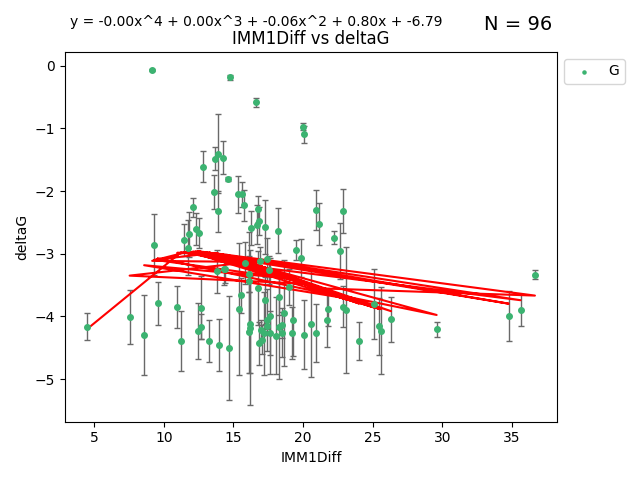 y = -0.00x^4 + 0.00x^3 + -0.06x^2 + 0.80x + -6.79
N = 96
IMM1Diff vs deltaG
G
0
−1
−2
−3
−4
−5
deltaG
5 10 15 20 25 30 35
IMM1Diff